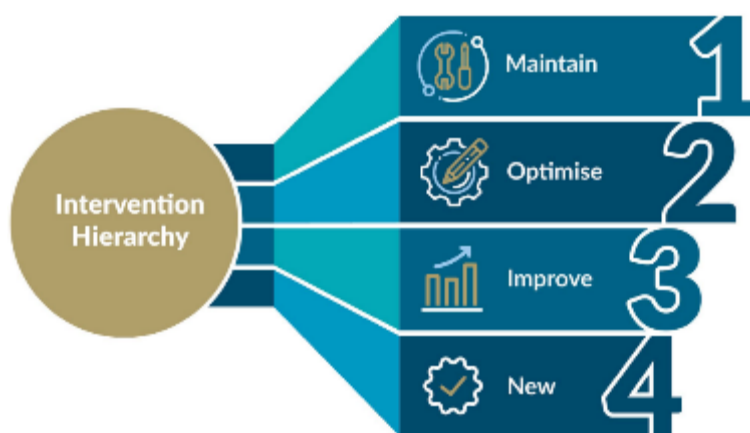 Intervention
Hierarchy
Maintain 1
Optimise 2
Improve 3
New 4